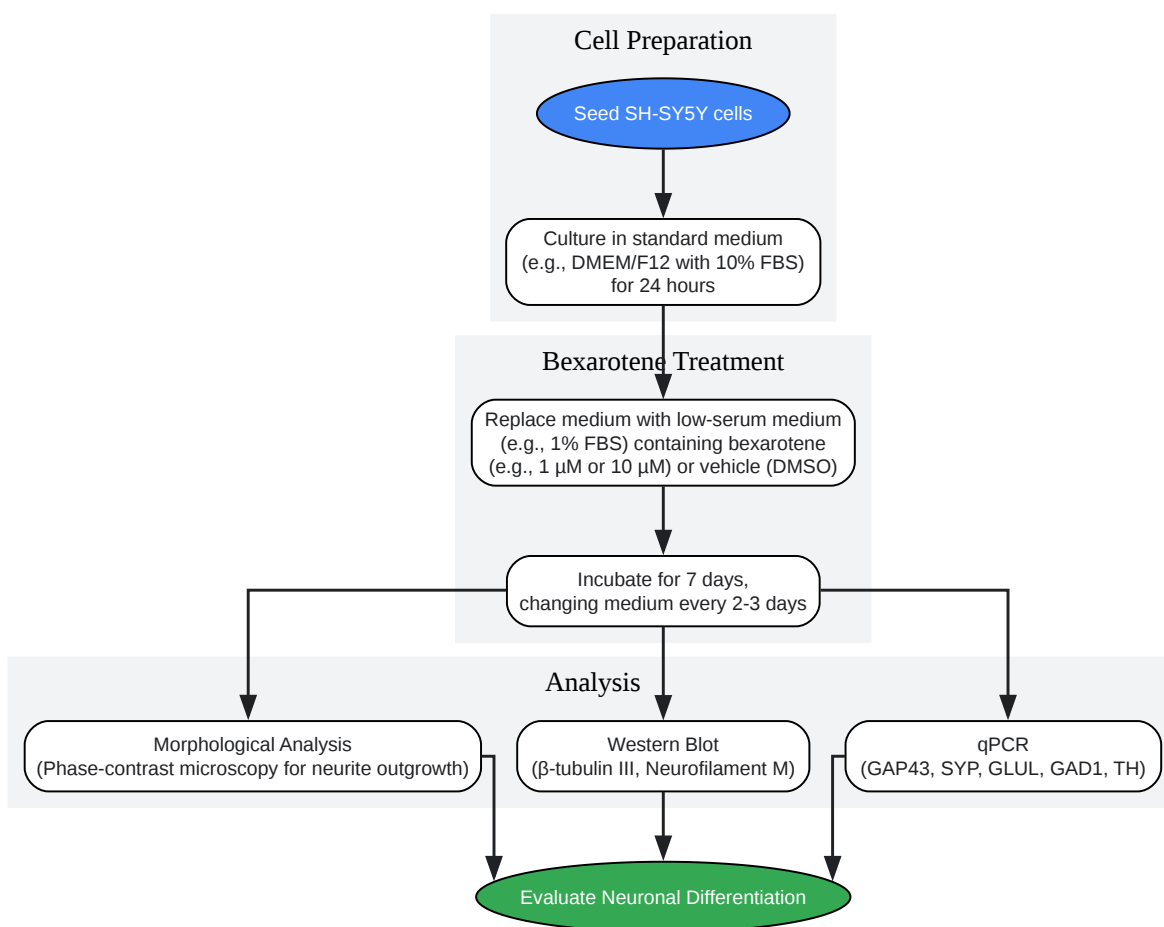 Cell Preparation
Seed SH-SY5Y cells
Culture in standard medium
(e.g., DMEM/F12 with 10% FBS)
for 24 hours
Bexarotene Treatment
Replace medium with low-serum medium
(e.g., 1% FBS) containing bexarotene
(e.g., 1 µM or 10 µM) or vehicle (DMSO)
Incubate for 7 days,
changing medium every 2-3 days
Analysis
Morphological Analysis
(Phase-contrast microscopy for neurite outgrowth)
Western Blot
(β-tubulin III, Neurofilament M)
qPCR
(GAP43, SYP, GLUL, GAD1, TH)
Evaluate Neuronal Differentiation